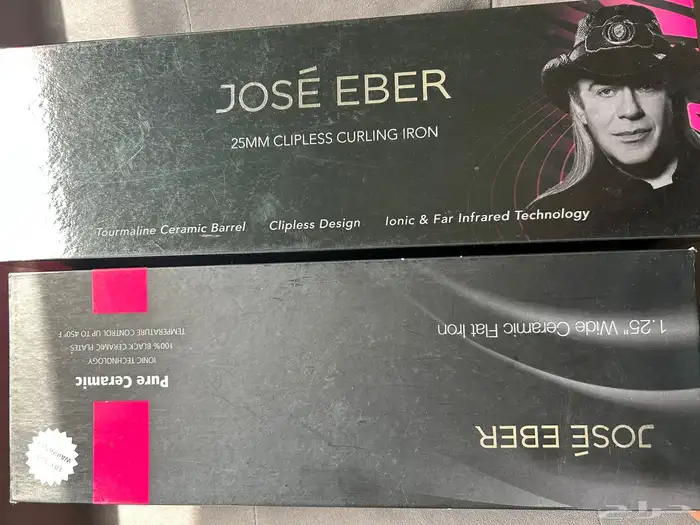 JOSÉ EBER
25MM CLIPLESS CURLING IRON
Tourmaline Ceramic Barrel Clipless Design Ionic & Far Infrared Technology
JOSÉ EBER
1.25" Wide Ceramic Flat Iron
Pure Ceramic
IONIC TECHNOLOGY
100% BLACK CERAMIC PLATES
TEMPERATURE CONTROL UP TO 450°F